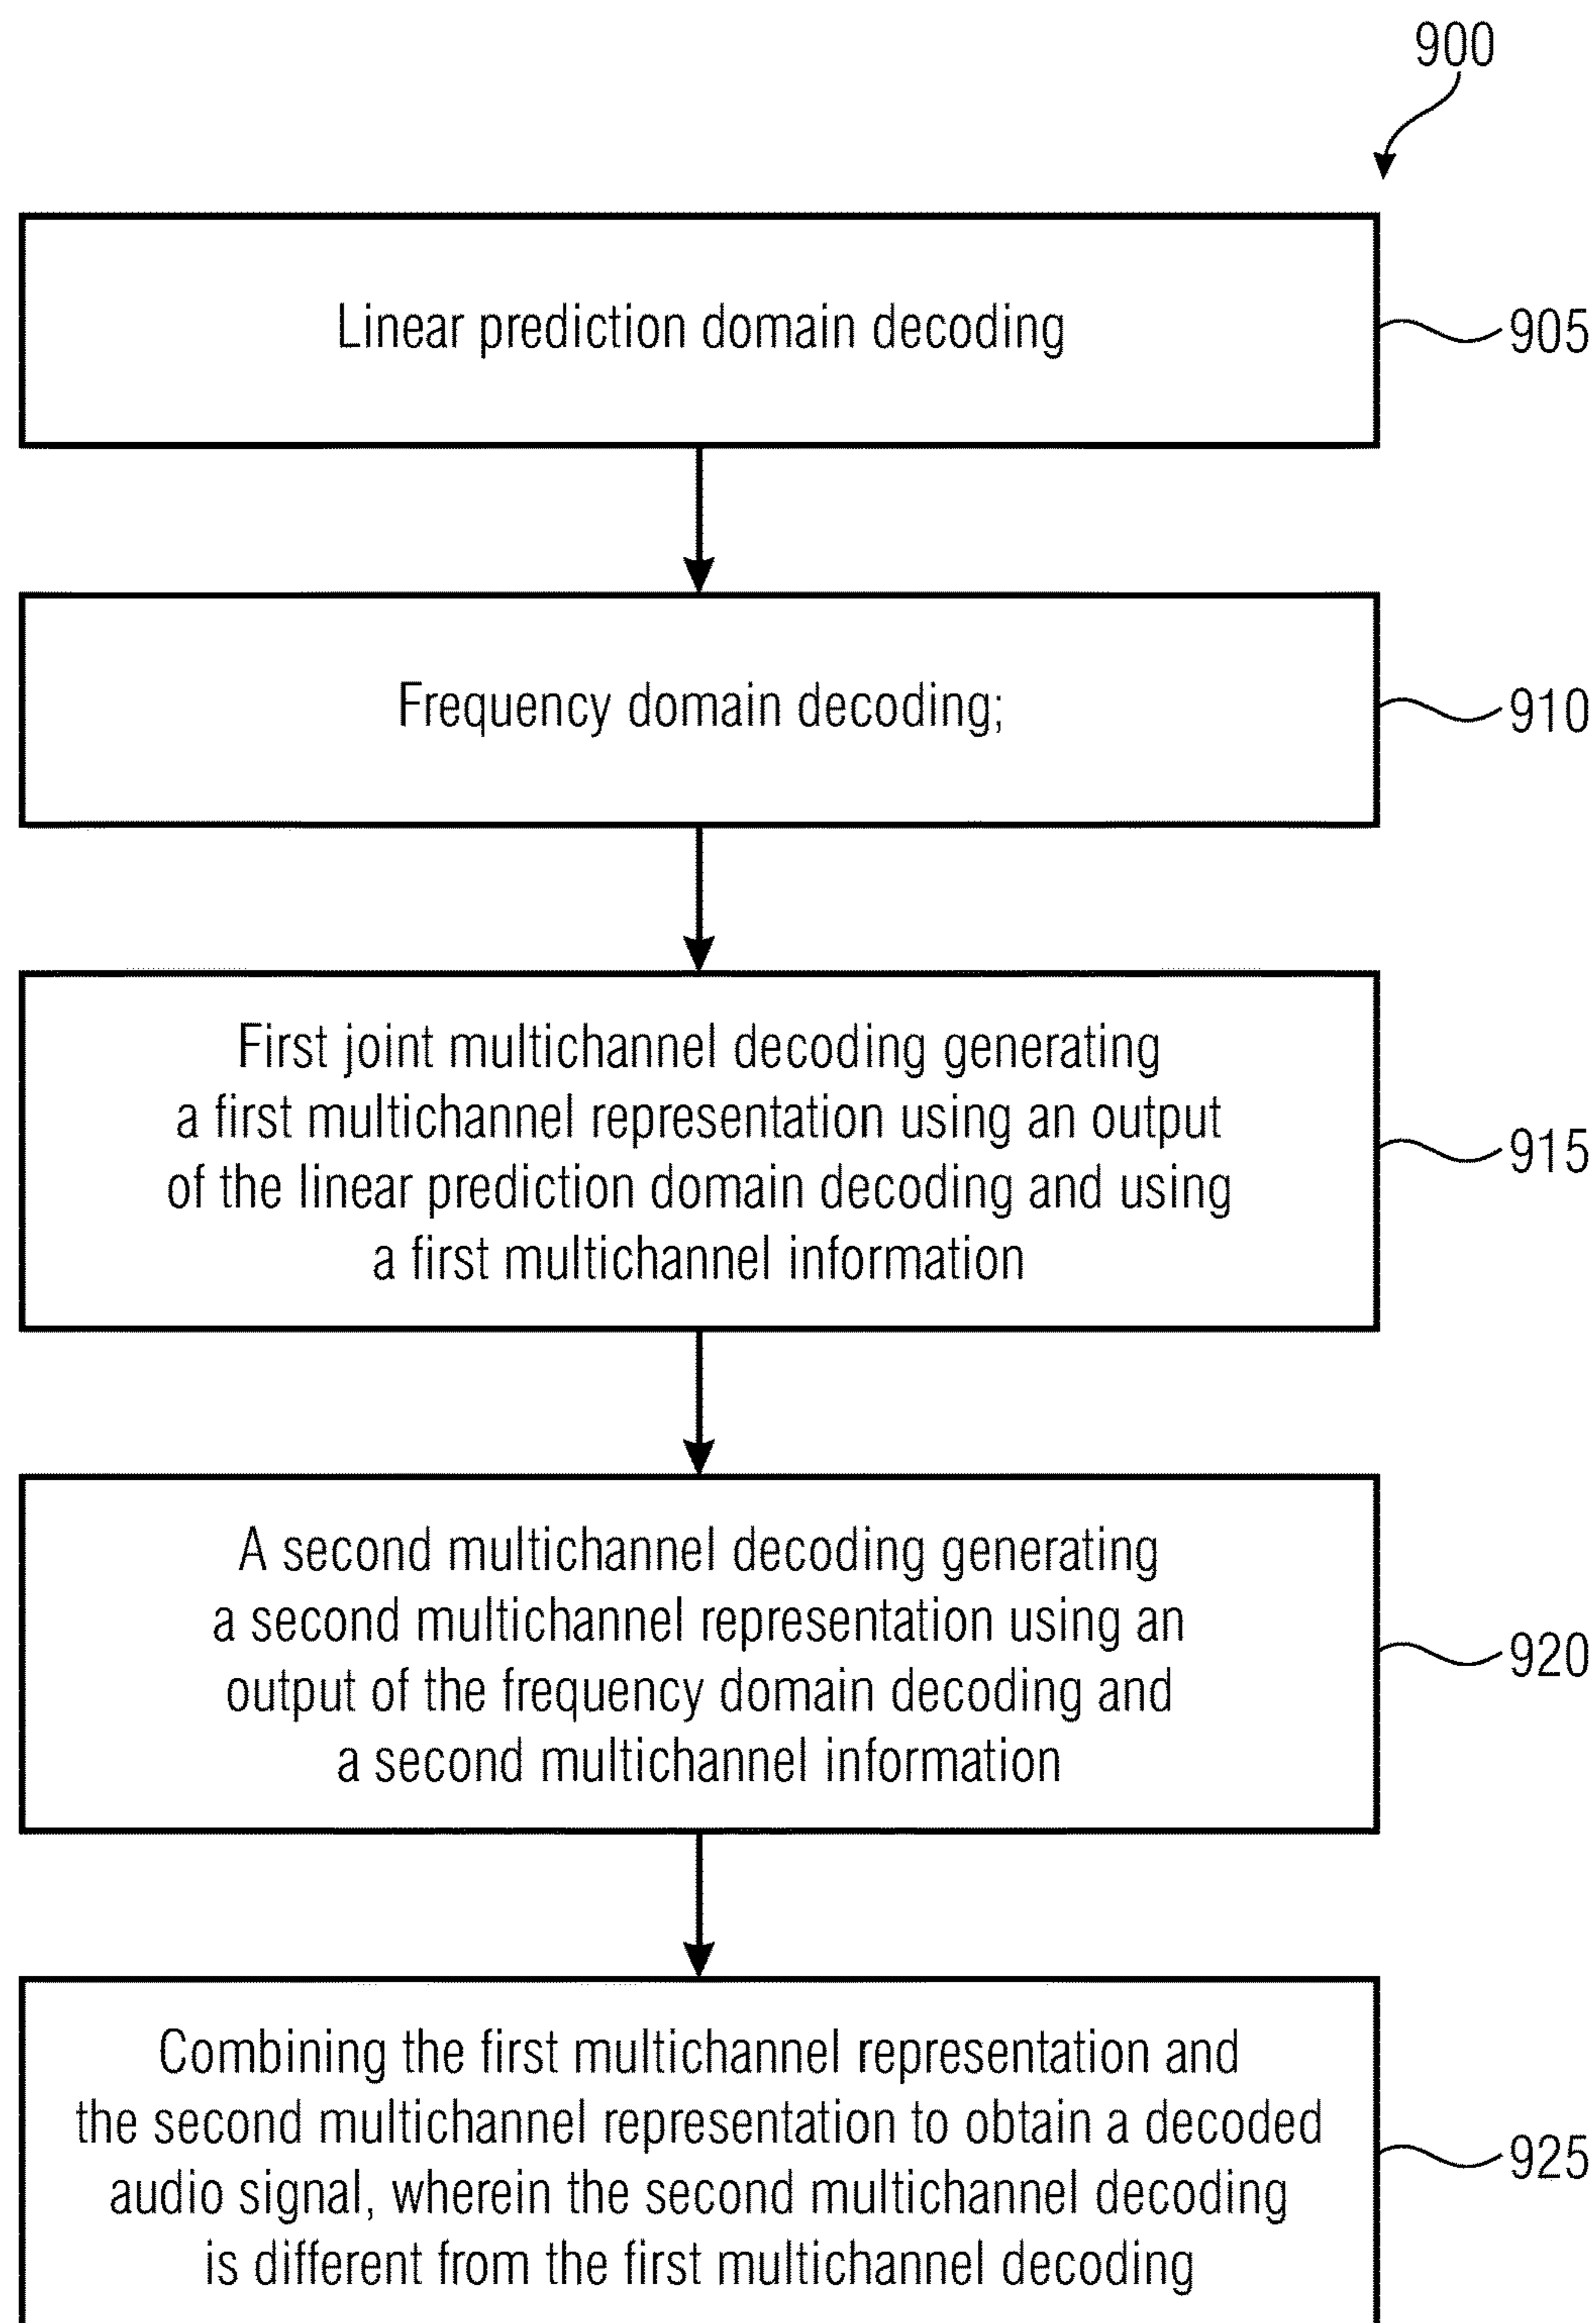 900
Linear prediction domain decoding
905
Frequency domain decoding;
910
First joint multichannel decoding generating
a first multichannel representation using an output
of the linear prediction domain decoding and using
a first multichannel information
915
A second multichannel decoding generating
a second multichannel representation using an
output of the frequency domain decoding and
a second multichannel information
920
Combining the first multichannel representation and
the second multichannel representation to obtain a decoded
audio signal, wherein the second multichannel decoding
is different from the first multichannel decoding
925